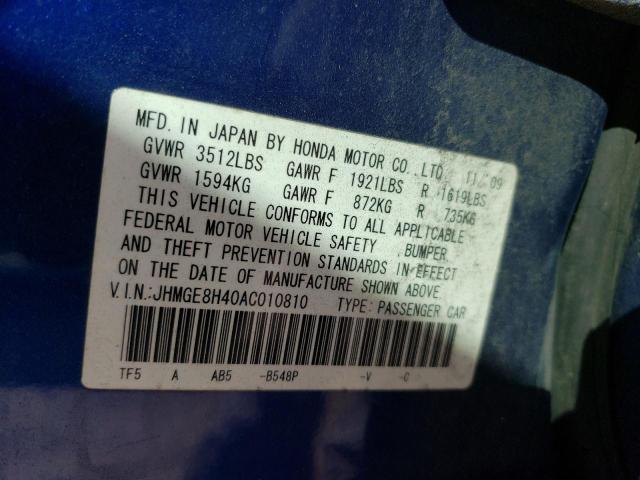 MFD. IN JAPAN BY HONDA MOTOR CO.,LTD. 11/09
GVWR 3512LBS GAWR F 1921LBS R 1619LBS
GVWR 1594KG GAWR F 872KG R 735KG
THIS VEHICLE CONFORMS TO ALL APPLICABLE
FEDERAL MOTOR VEHICLE SAFETY ,BUMPER
AND THEFT PREVENTION STANDARDS IN EFFECT
ON THE DATE OF MANUFACTURE SHOWN ABOVE.
V.I.N.:JHMGE8H40AC010810 TYPE: PASSENGER CAR
TF5 A AB5 -B548P -V -C